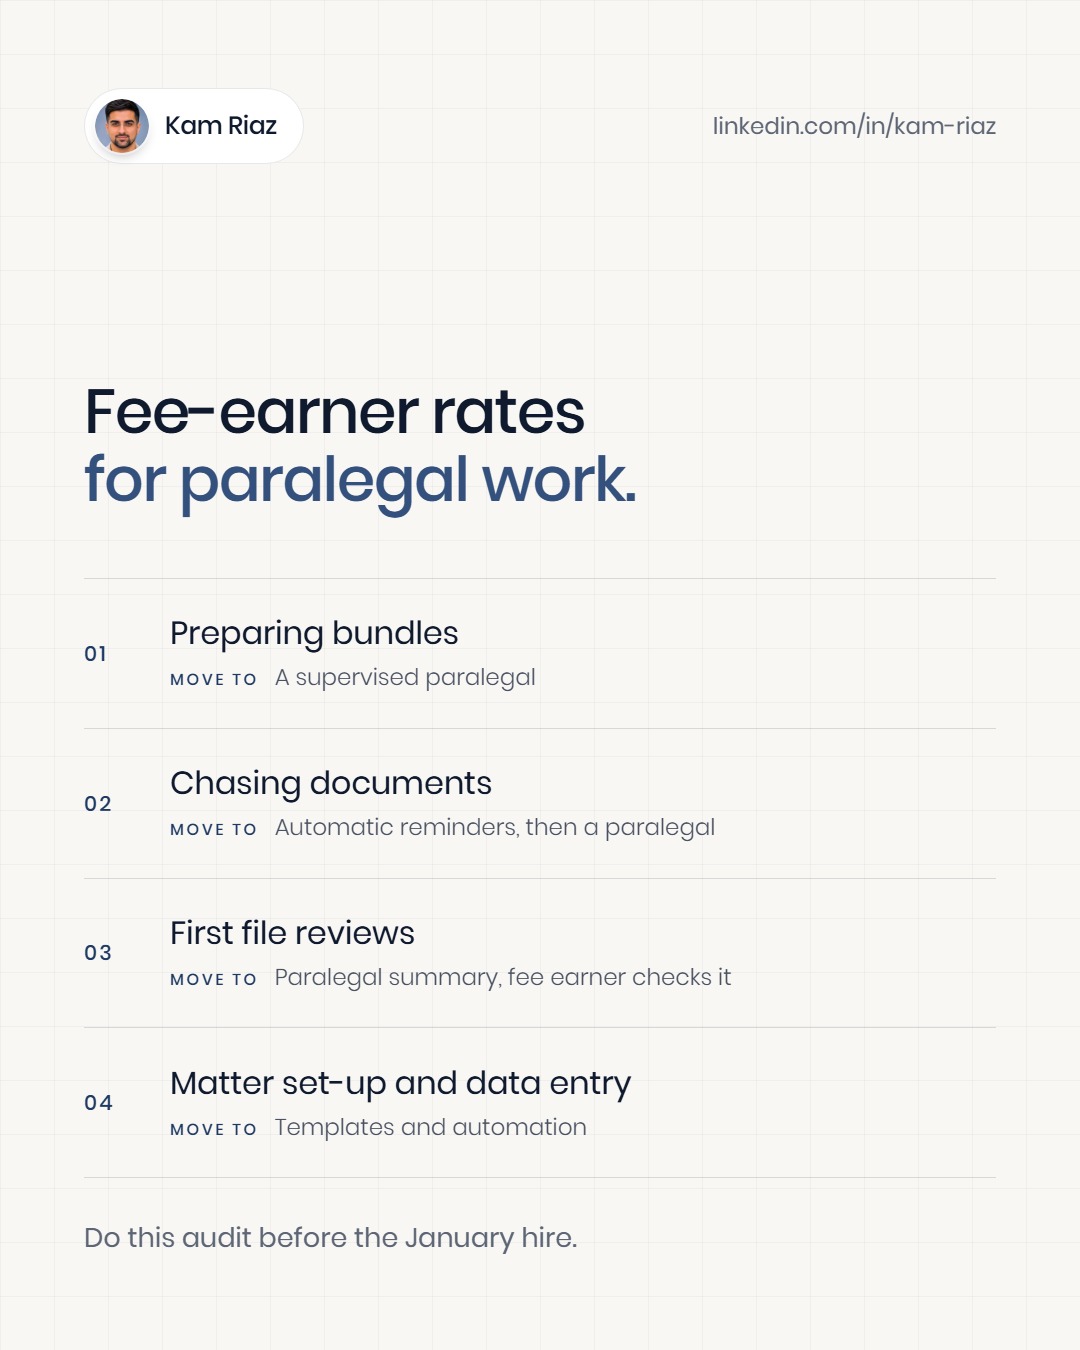 Kam Riaz
linkedin.com/in/kam-riaz
Fee-earner rates
for paralegal work.
01
Preparing bundles
MOVE TO A supervised paralegal
02
Chasing documents
MOVE TO Automatic reminders, then a paralegal
03
First file reviews
MOVE TO Paralegal summary, fee earner checks it
04
Matter set-up and data entry
MOVE TO Templates and automation
Do this audit before the January hire.